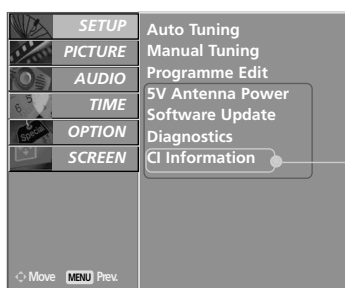 SETUP
PICTURE
AUDIO
TIME
OPTION
SCREEN
Auto Tuning
Manual Tuning
Programme Edit
5V Antenna Power
Software Update
Diagnostics
CI Information
Move MENU Prev.